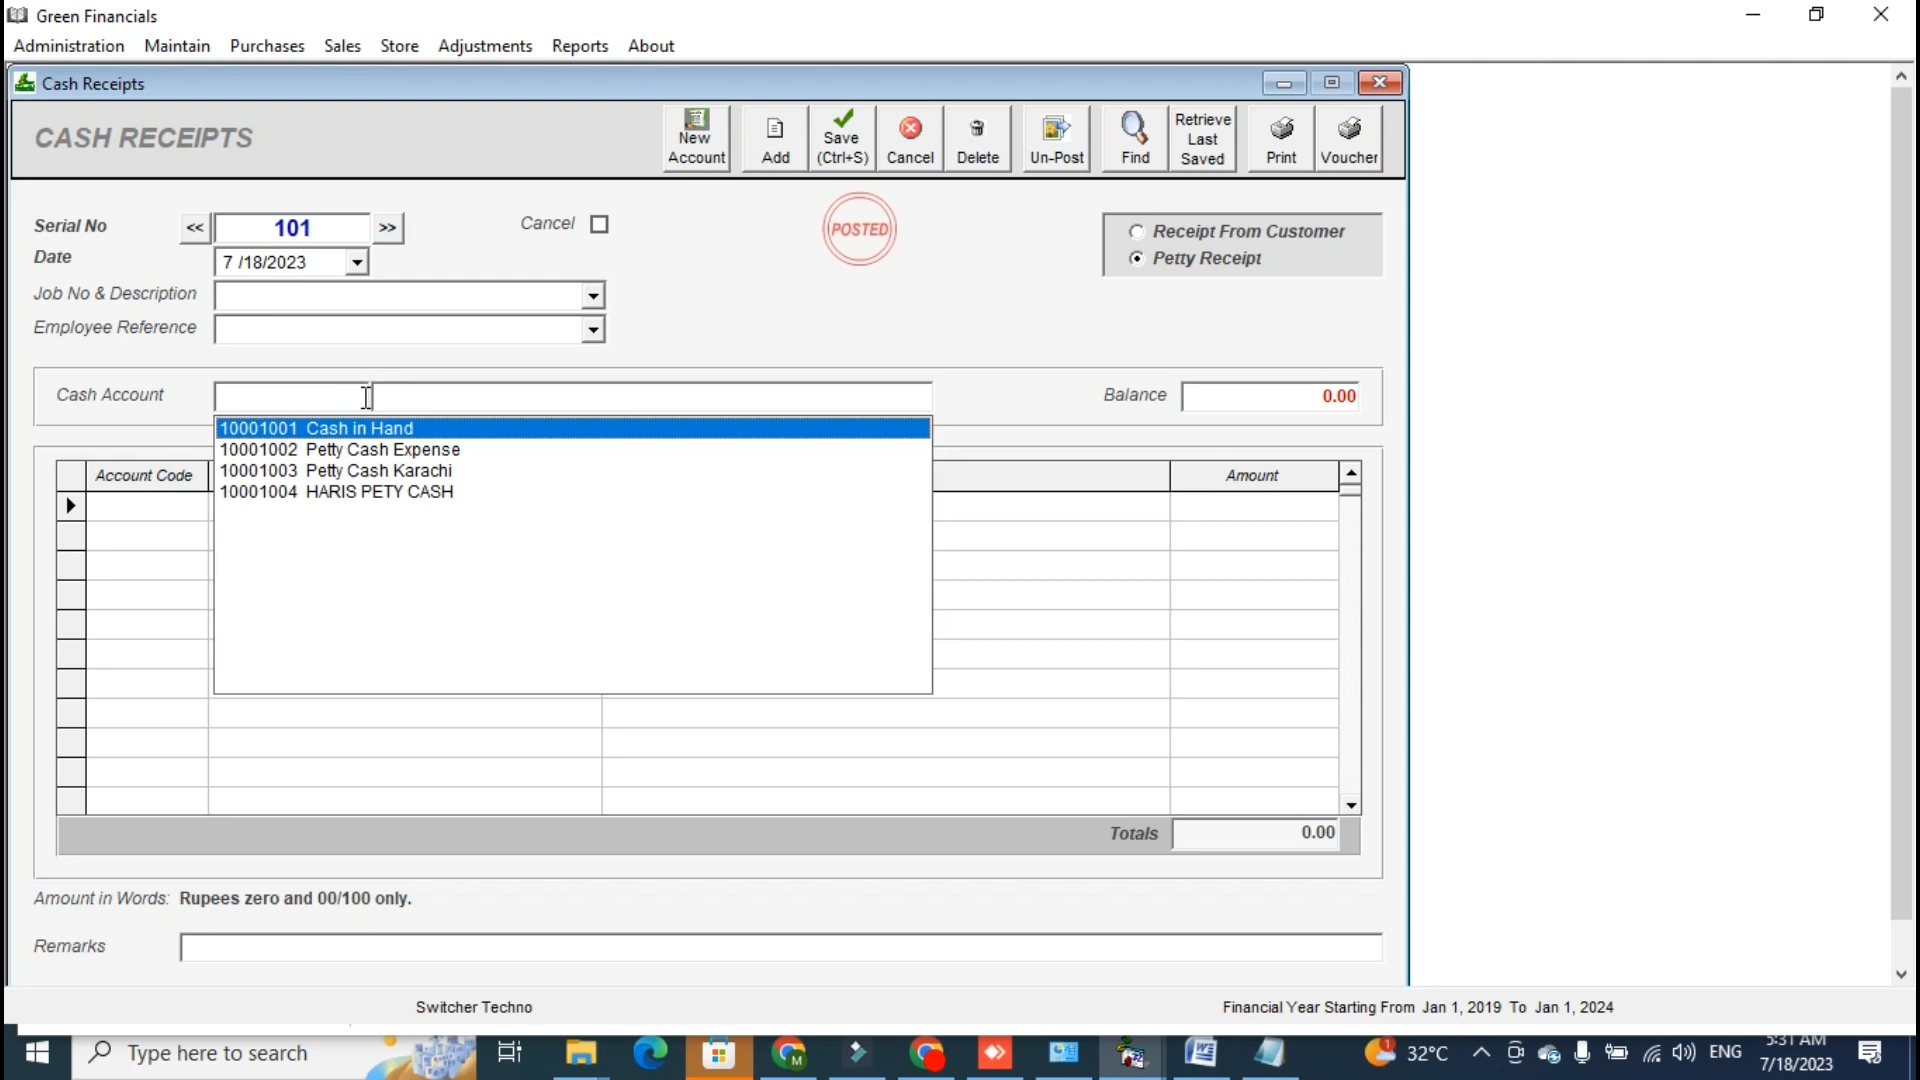 Green Financials
Administration Maintain Purchases Sales Store Adjustments Reports About
Cash Receipts
CASH RECEIPTS
New Account
Add
Save (Ctrl+S)
Cancel
Delete
Un-Post
Find
Retrieve Last Saved
Print
Voucher
Serial No << 101 >>
Cancel
POSTED
Receipt From Customer
Petty Receipt
Date 7 /18/2023
Job No & Description
Employee Reference
Cash Account
Balance 0.00
10001001 Cash in Hand
10001002 Petty Cash Expense
10001003 Petty Cash Karachi
10001004 HARIS PETY CASH
Account Code
Amount
Totals 0.00
Amount in Words: Rupees zero and 00/100 only.
Remarks
Switcher Techno
Financial Year Starting From Jan 1, 2019 To Jan 1, 2024
Type here to search
1
32°C
ENG
5:31 AM
7/18/2023